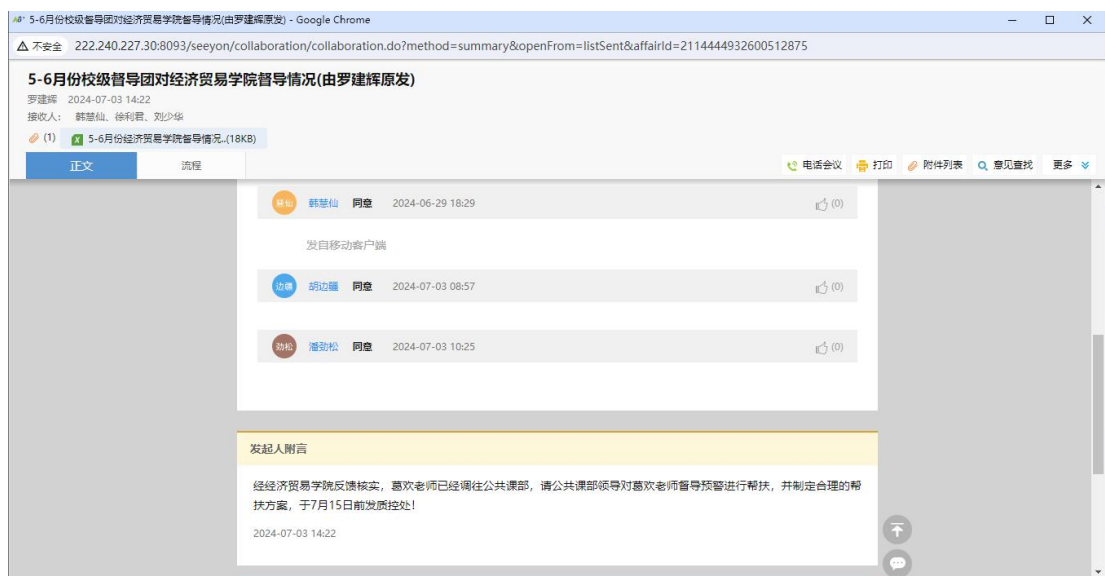 5-6月份校级督导团对经济贸易学院督导情况(由罗建辉原发) - Google Chrome
不安全 222.240.227.30:8093/seeyon/collaboration/collaboration.do?method=summary&openFrom=listSent&affairId=2114444932600512875
5-6月份校级督导团对经济贸易学院督导情况(由罗建辉原发)
罗建辉 2024-07-03 14:22
接收人: 韩慧仙、徐利君、刘少华
(1) 5-6月份经济贸易学院督导情况..(18KB)
正文 流程 电话会议 打印 附件列表 意见查找 更多
慧仙 韩慧仙 同意 2024-06-29 18:29 (0)
发自移动客户端
边疆 胡边疆 同意 2024-07-03 08:57 (0)
劲松 潘劲松 同意 2024-07-03 10:25 (0)
发起人附言
经经济贸易学院反馈核实，葛欢老师已经调往公共课部，请公共课部领导对葛欢老师督导预警进行帮扶，并制定合理的帮
扶方案，于7月15日前发质控处！
2024-07-03 14:22